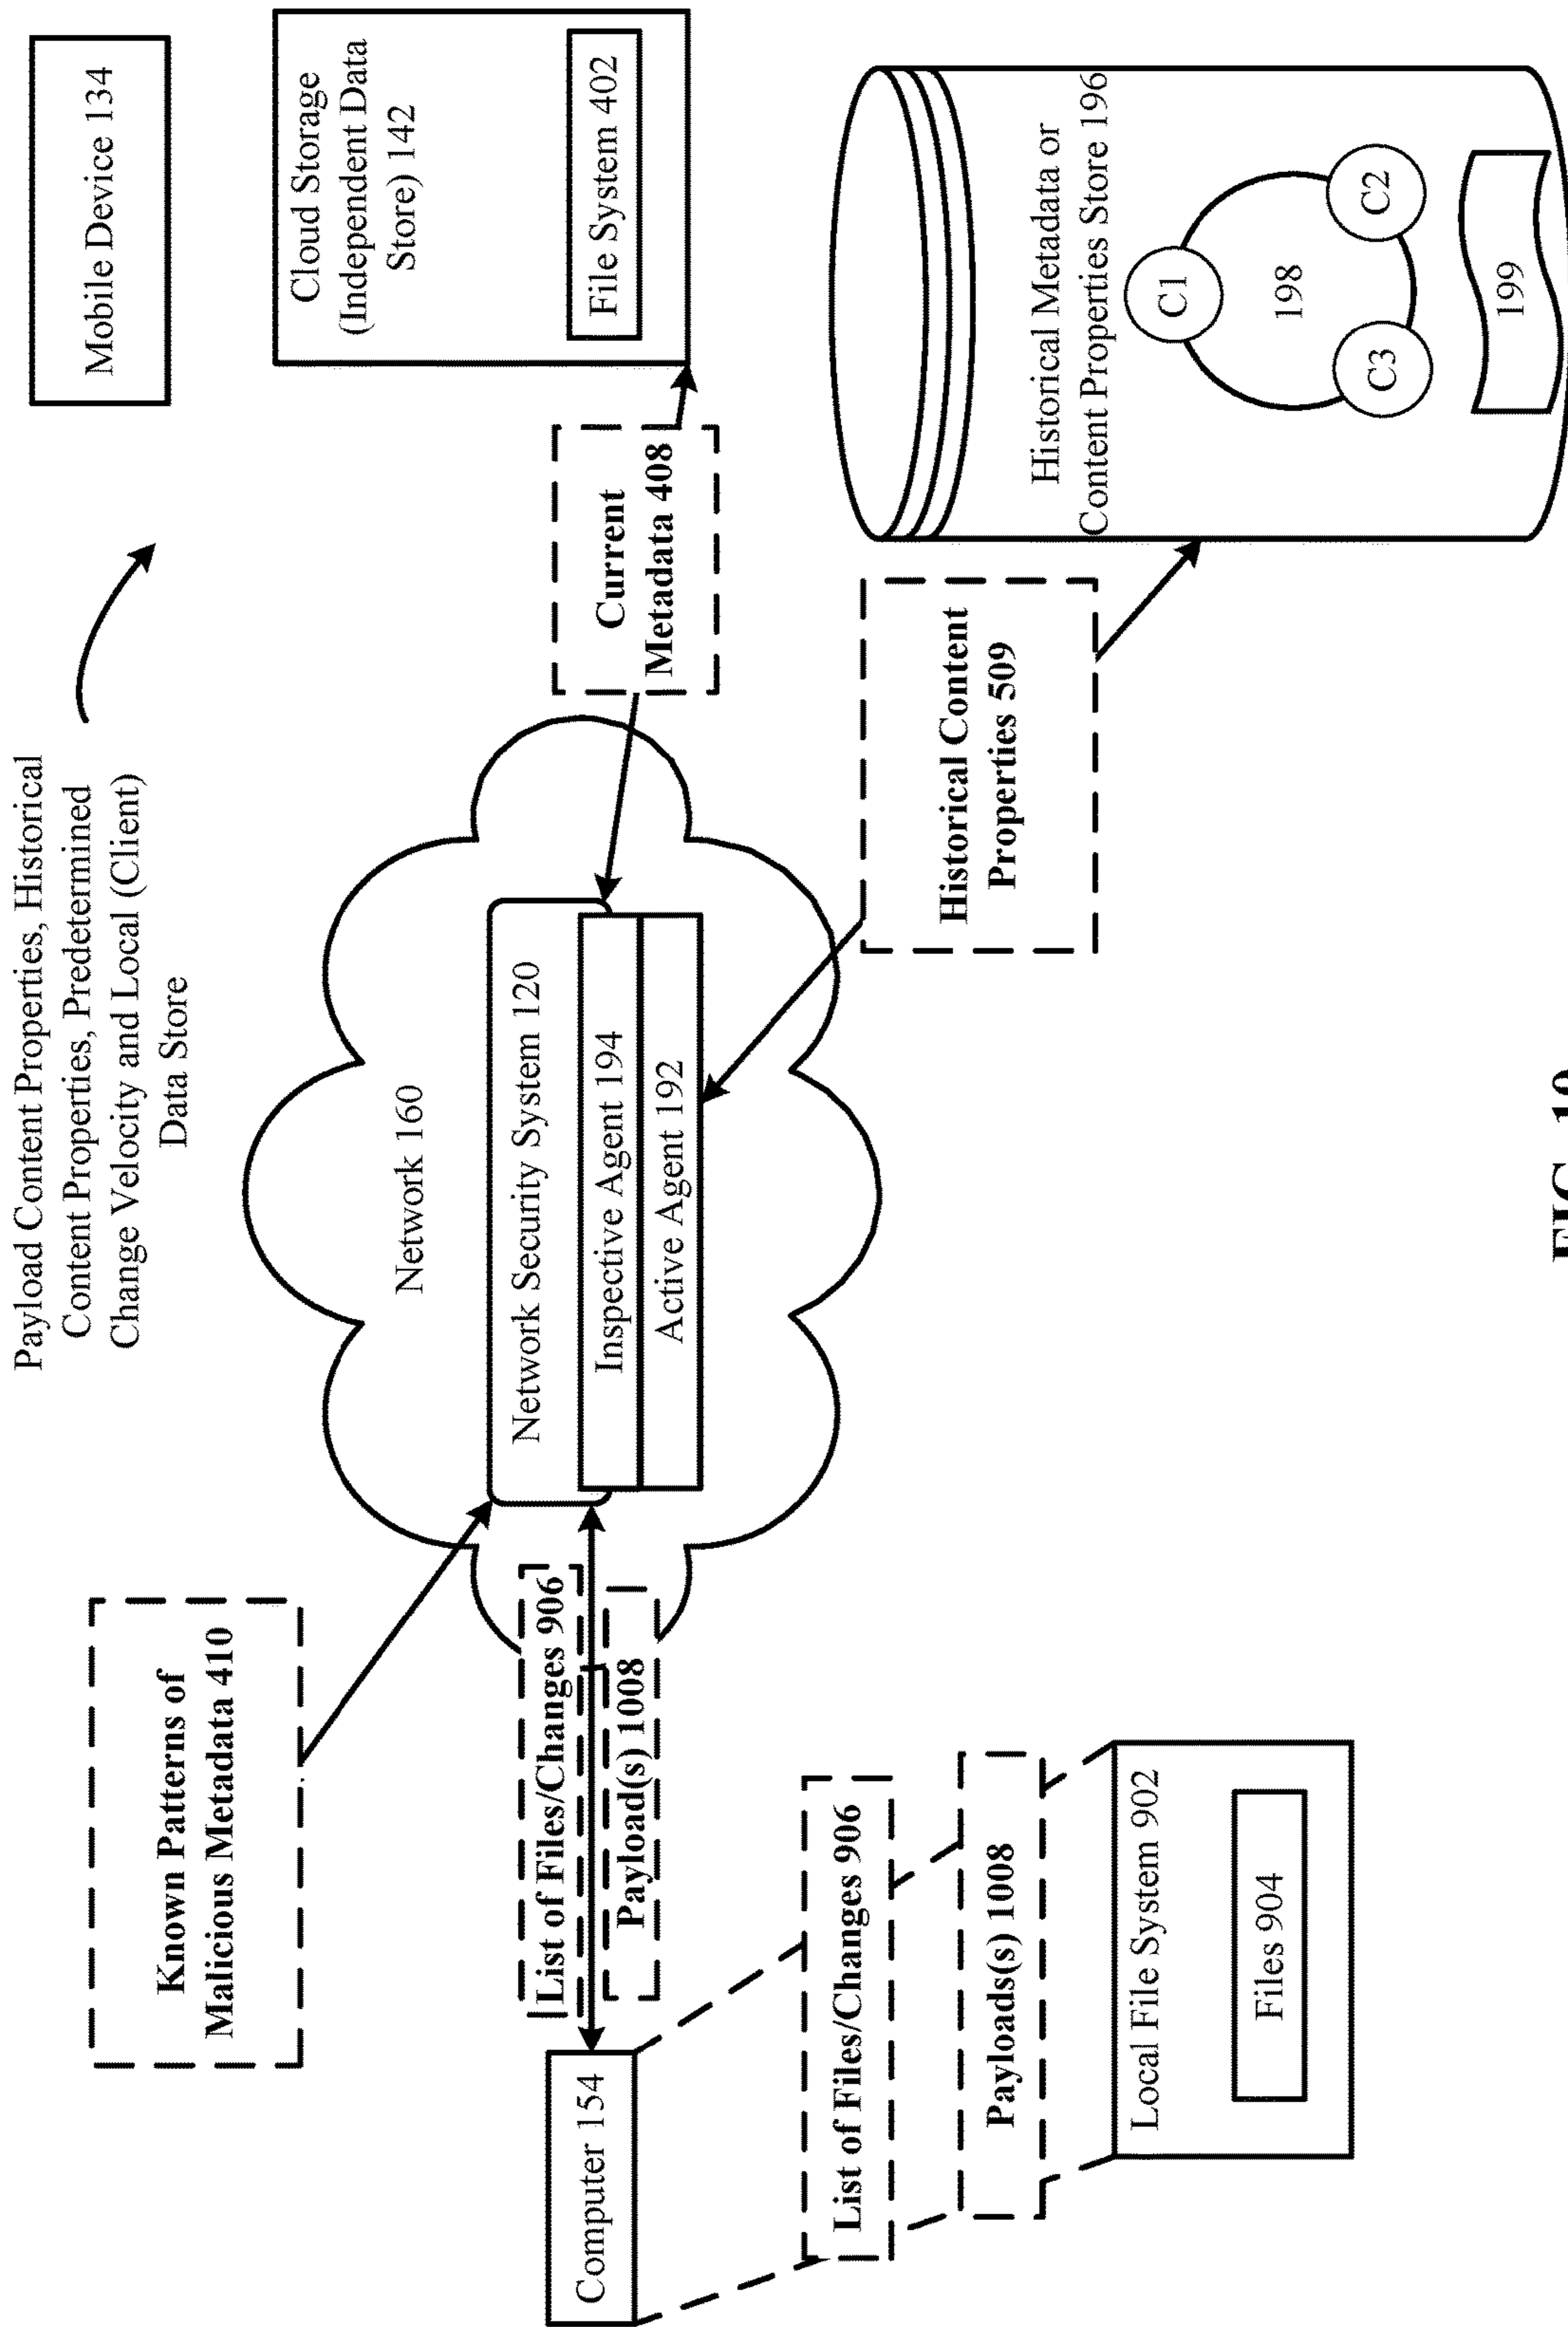 Payload Content Properties, Historical
Content Properties, Predetermined
Change Velocity and Local (Client)
Data Store
Mobile Device 134
Known Patterns of
Malicious Metadata 410
Network 160
Cloud Storage
(Independent Data
Store) 142
File System 402
Computer 154
List of Files/Changes 906
Payload(s) 1008
Network Security System 120
Inspective Agent 194
Active Agent 192
Current
Metadata 408
List of Files/Changes 906
Payloads(s) 1008
Local File System 902
Files 904
Historical Content
Properties 509
Historical Metadata or
Content Properties Store 196
C1
198
C3
C2
199